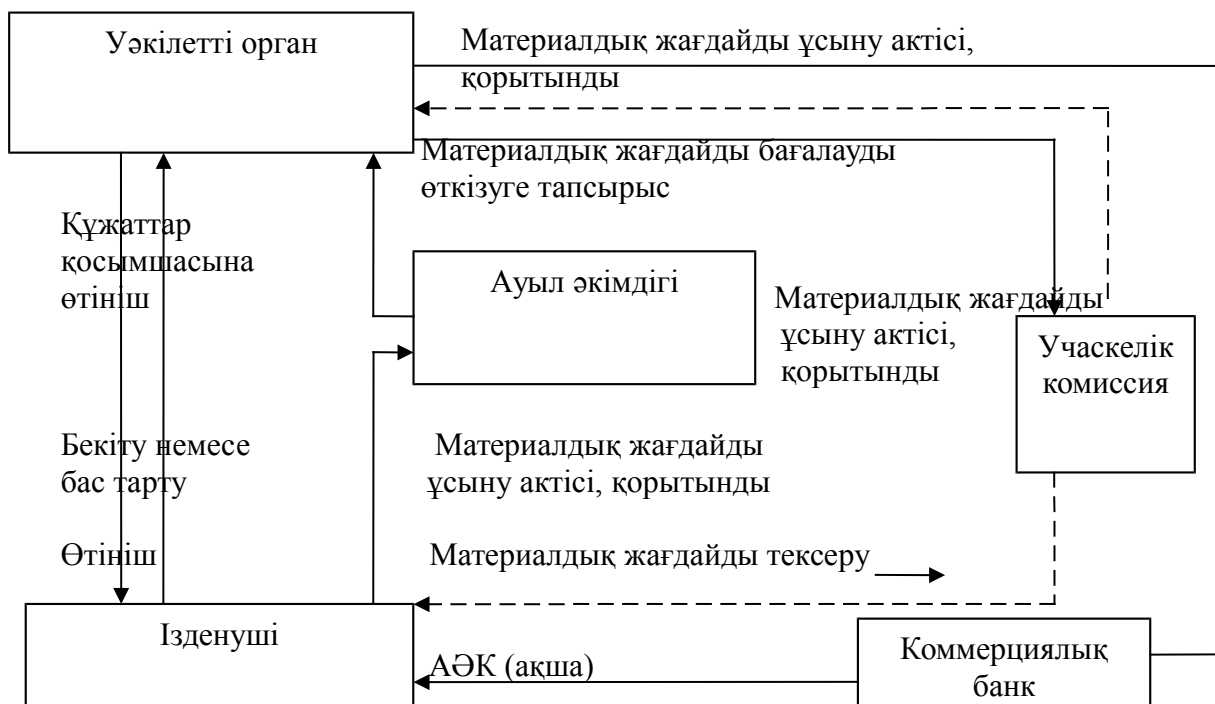 Уәкілетті орган
Материалдық жағдайды ұсыну актісі,
қорытынды
Материалдық жағдайды бағалауды
өткізуге тапсырыс
Құжаттар
қосымшасына
өтініш
Ауыл әкімдігі
Материалдық жағдайды
ұсыну актісі,
қорытынды
Учаскелік
комиссия
Бекіту немесе
бас тарту
Материалдық жағдайды
ұсыну актісі, қорытынды
Өтініш
Материалдық жағдайды тексеру
Ізденуші
АӘК (ақша)
Коммерциялық
банк